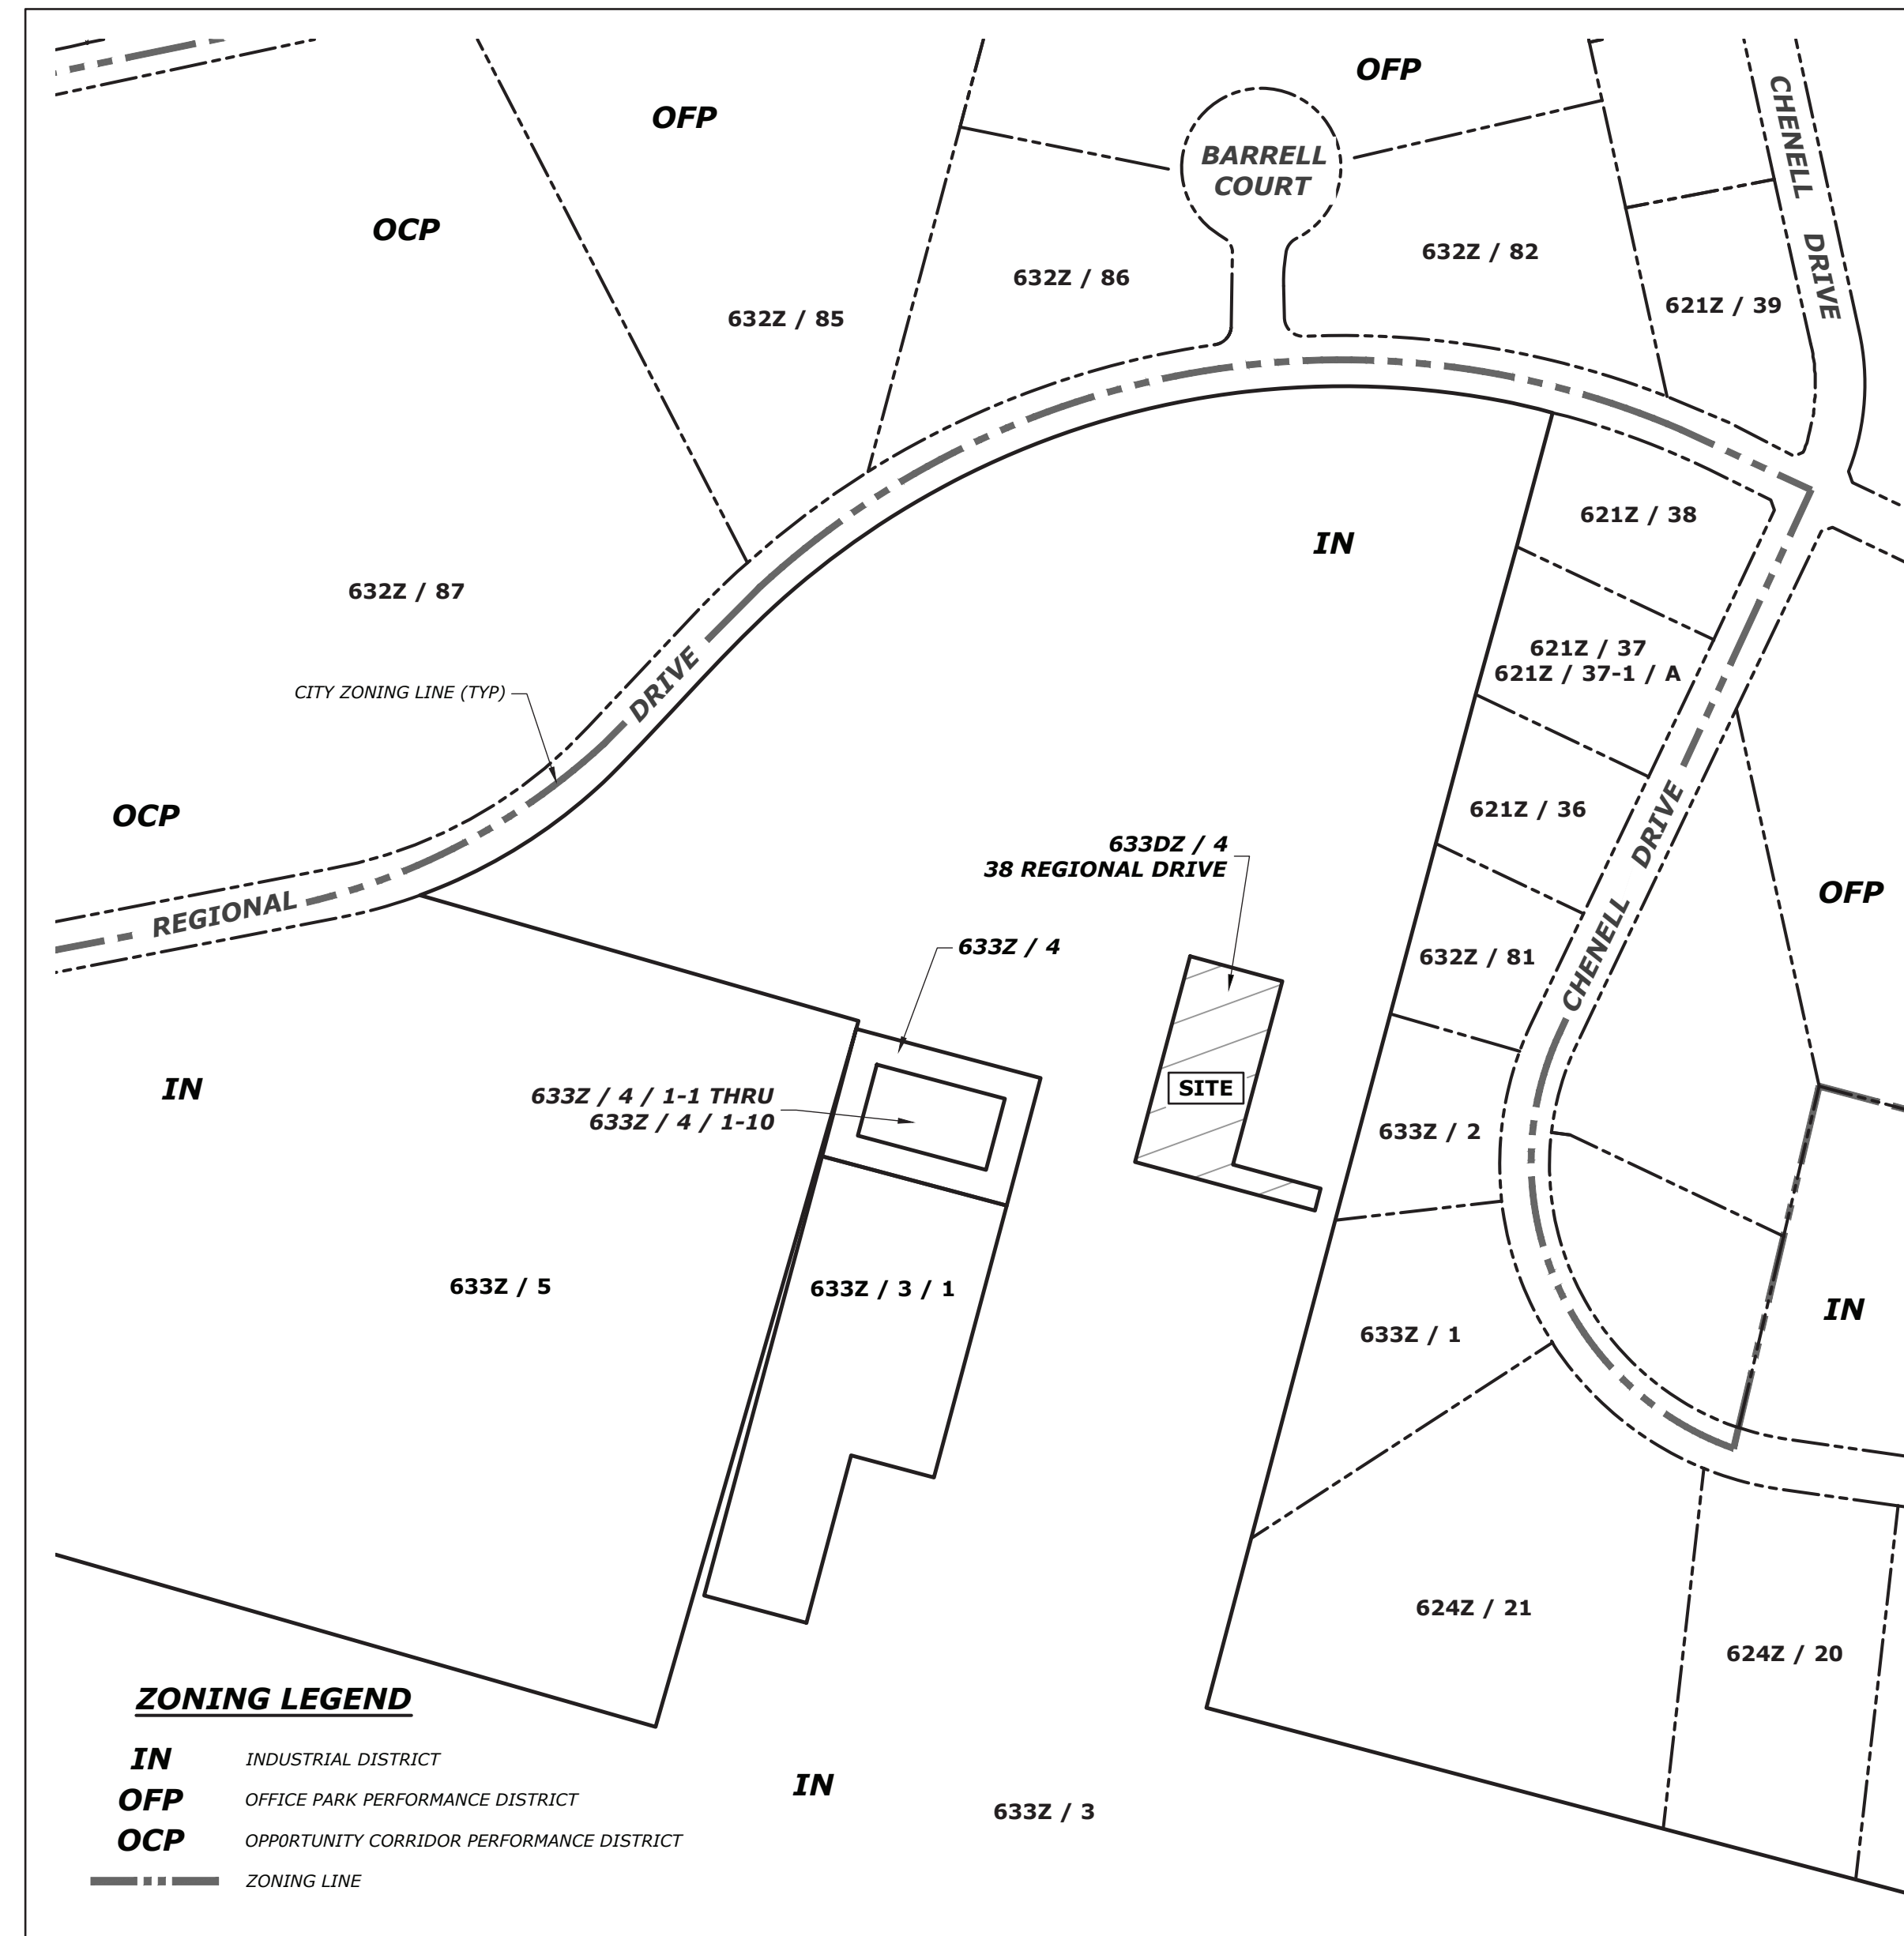 OFP
OFP
CHENELL DRIVE
BARRELL
COURT
OCP
632Z / 82
632Z / 86
621Z / 39
632Z / 85
621Z / 38
IN
632Z / 87
621Z / 37
621Z / 37-1 / A
CITY ZONING LINE (TYP)
DRIVE
OCP
621Z / 36
DRIVE
633DZ / 4
38 REGIONAL DRIVE
OFP
REGIONAL
633Z / 4
632Z / 81
CHENELL
IN
633Z / 4 / 1-1 THRU
633Z / 4 / 1-10
SITE
633Z / 2
633Z / 5
633Z / 3 / 1
IN
633Z / 1
624Z / 21
624Z / 20
ZONING LEGEND
IN INDUSTRIAL DISTRICT
OFP OFFICE PARK PERFORMANCE DISTRICT
OCP OPP0RTUNITY CORRIDOR PERFORMANCE DISTRICT
ZONING LINE
IN
633Z / 3